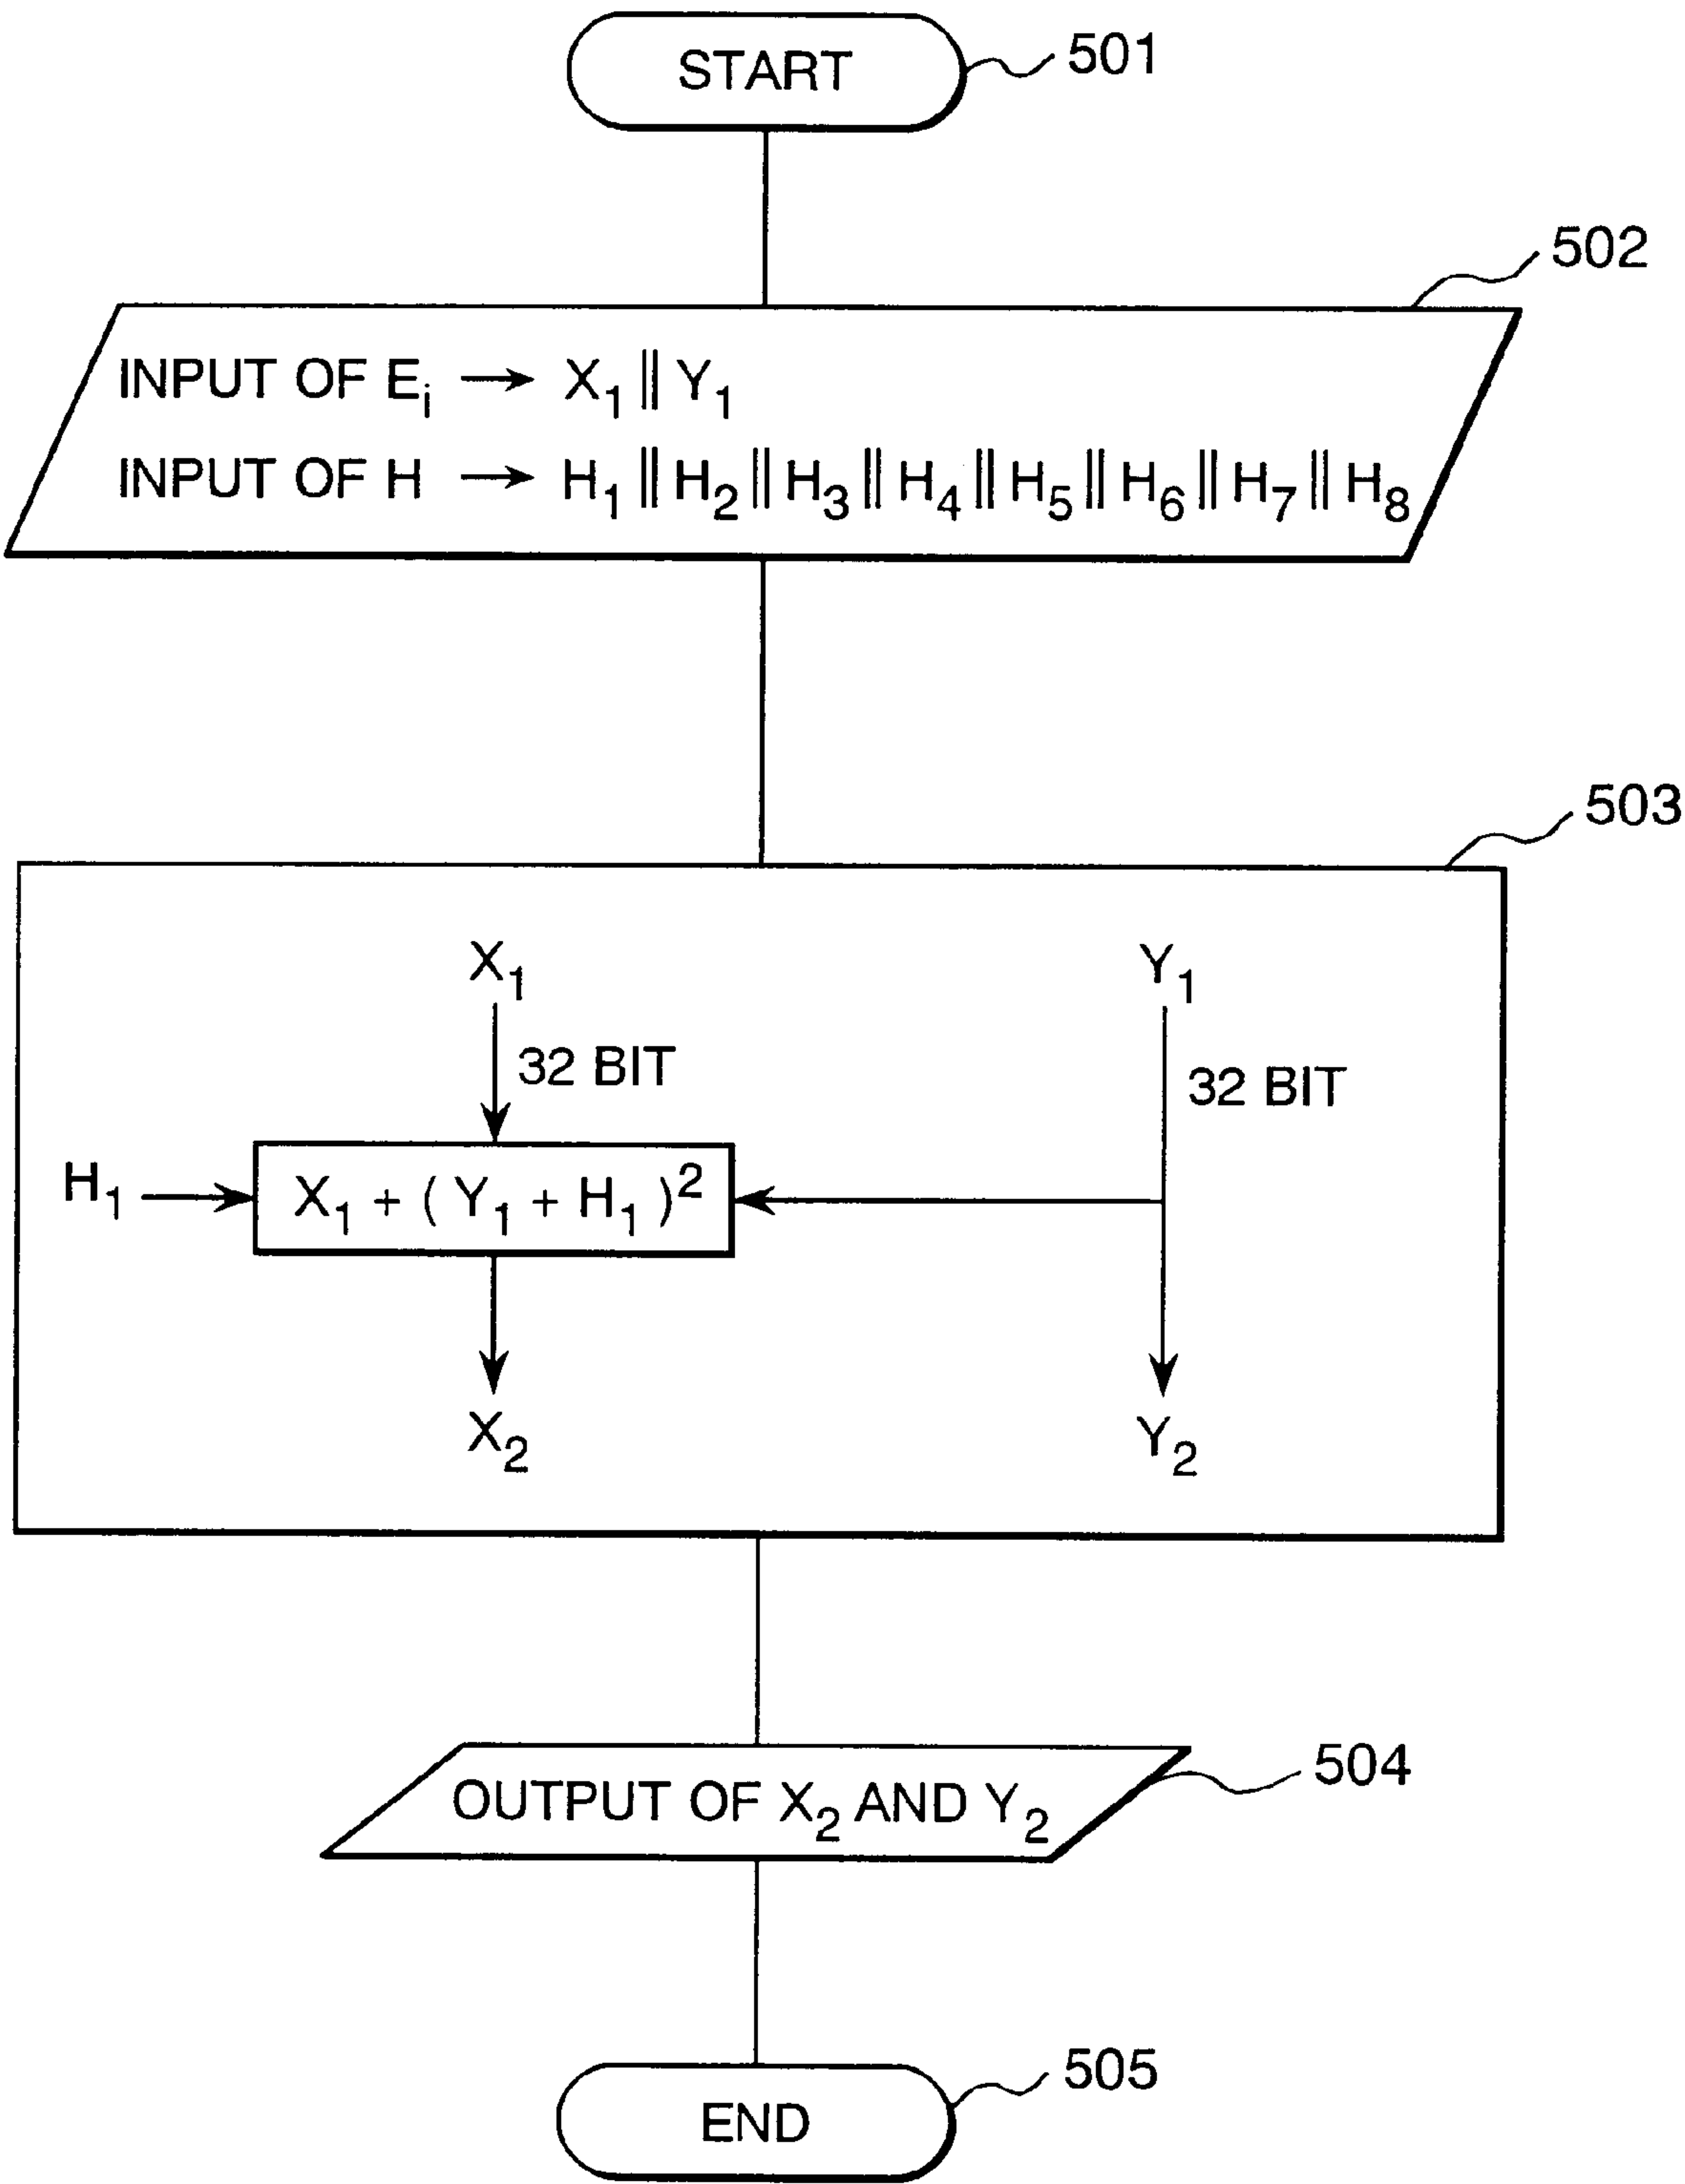 START
501
502
INPUT OF Eᵢ → X₁ ‖ Y₁
INPUT OF H → H₁ ‖ H₂ ‖ H₃ ‖ H₄ ‖ H₅ ‖ H₆ ‖ H₇ ‖ H₈
503
X₁ Y₁
32 BIT 32 BIT
H₁ X₁ + ( Y₁ + H₁ )²
X₂ Y₂
504
OUTPUT OF X₂ AND Y₂
505
END